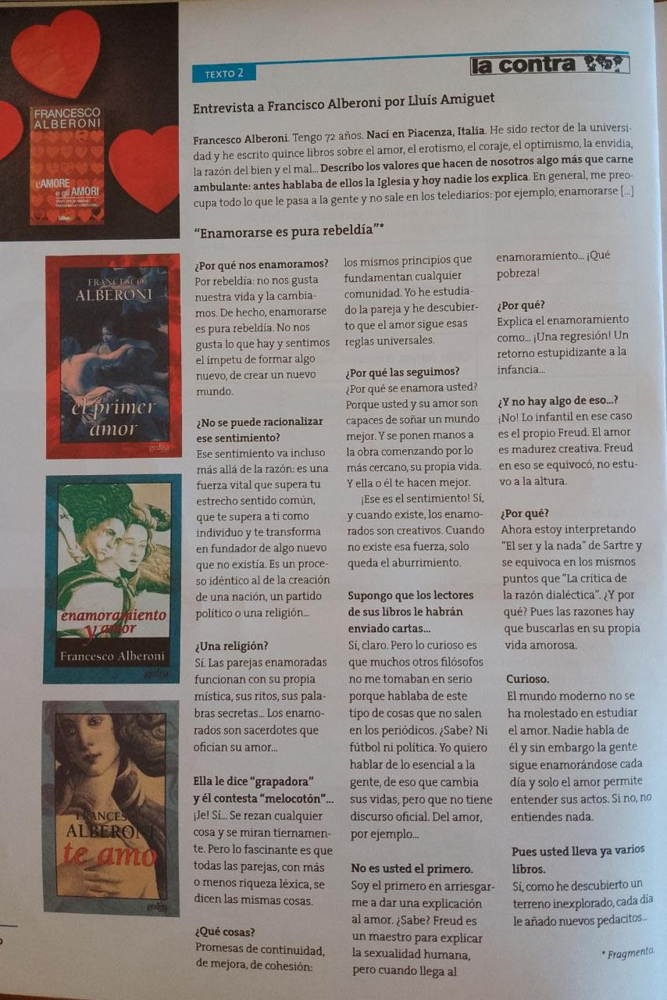 FRANCESCO
ALBERONI
L'AMORE
e gli AMORI
TEXTO 2
la contra
Entrevista a Francisco Alberoni por Lluís Amiguet
Francesco Alberoni. Tengo 72 años. Nací en Piacenza, Italia. He sido rector de la universi-
dad y he escrito quince libros sobre el amor, el erotismo, el coraje, el optimismo, la envidia,
la razón del bien y el mal... Describo los valores que hacen de nosotros algo más que carne
ambulante: antes hablaba de ellos la Iglesia y hoy nadie los explica. En general, me preo-
cupa todo lo que le pasa a la gente y no sale en los telediarios: por ejemplo, enamorarse [...]
"Enamorarse es pura rebeldía"*
FRANCESCO
ALBERONI
el primer
amor
gedisa
enamoramiento
y amor
Francesco Alberoni
gedisa
FRANCESCO
ALBERONI
te amo
gedisa
¿Por qué nos enamoramos?
Por rebeldía: no nos gusta
nuestra vida y la cambia-
mos. De hecho, enamorarse
es pura rebeldía. No nos
gusta lo que hay y sentimos
el ímpetu de formar algo
nuevo, de crear un nuevo
mundo.
¿No se puede racionalizar
ese sentimiento?
Ese sentimiento va incluso
más allá de la razón: es una
fuerza vital que supera tu
estrecho sentido común,
que te supera a ti como
individuo y te transforma
en fundador de algo nuevo
que no existía. Es un proce-
so idéntico al de la creación
de una nación, un partido
político o una religión...
¿Una religión?
Sí. Las parejas enamoradas
funcionan con su propia
mística, sus ritos, sus pala-
bras secretas... Los enamo-
rados son sacerdotes que
ofician su amor...
Ella le dice "grapadora"
y él contesta "melocotón"...
¡Je! Sí... Se rezan cualquier
cosa y se miran tiernamen-
te. Pero lo fascinante es que
todas las parejas, con más
o menos riqueza léxica, se
dicen las mismas cosas.
¿Qué cosas?
Promesas de continuidad,
de mejora, de cohesión:
los mismos principios que
fundamentan cualquier
comunidad. Yo he estudia-
do la pareja y he descubier-
to que el amor sigue esas
reglas universales.
¿Por qué las seguimos?
¿Por qué se enamora usted?
Porque usted y su amor son
capaces de soñar un mundo
mejor. Y se ponen manos a
la obra comenzando por lo
más cercano, su propia vida.
Y ella o él te hacen mejor.
¡Ese es el sentimiento! Sí,
y cuando existe, los enamo-
rados son creativos. Cuando
no existe esa fuerza, solo
queda el aburrimiento.
Supongo que los lectores
de sus libros le habrán
enviado cartas...
Sí, claro. Pero lo curioso es
que muchos otros filósofos
no me tomaban en serio
porque hablaba de este
tipo de cosas que no salen
en los periódicos. ¿Sabe? Ni
fútbol ni política. Yo quiero
hablar de lo esencial a la
gente, de eso que cambia
sus vidas, pero que no tiene
discurso oficial. Del amor,
por ejemplo...
No es usted el primero.
Soy el primero en arriesgar-
me a dar una explicación
al amor. ¿Sabe? Freud es
un maestro para explicar
la sexualidad humana,
pero cuando llega al
enamoramiento... ¡Qué
pobreza!
¿Por qué?
Explica el enamoramiento
como... ¡Una regresión! Un
retorno estupidizante a la
infancia...
¿Y no hay algo de eso...?
¡No! Lo infantil en ese caso
es el propio Freud. El amor
es madurez creativa. Freud
en eso se equivocó, no estu-
vo a la altura.
¿Por qué?
Ahora estoy interpretando
"El ser y la nada" de Sartre y
se equivoca en los mismos
puntos que "La crítica de
la razón dialéctica". ¿Y por
qué? Pues las razones hay
que buscarlas en su propia
vida amorosa.
Curioso.
El mundo moderno no se
ha molestado en estudiar
el amor. Nadie habla de
él y sin embargo la gente
sigue enamorándose cada
día y solo el amor permite
entender sus actos. Si no, no
entiendes nada.
Pues usted lleva ya varios
libros.
Sí, como he descubierto un
terreno inexplorado, cada día
le añado nuevos pedacitos...
* Fragmento.